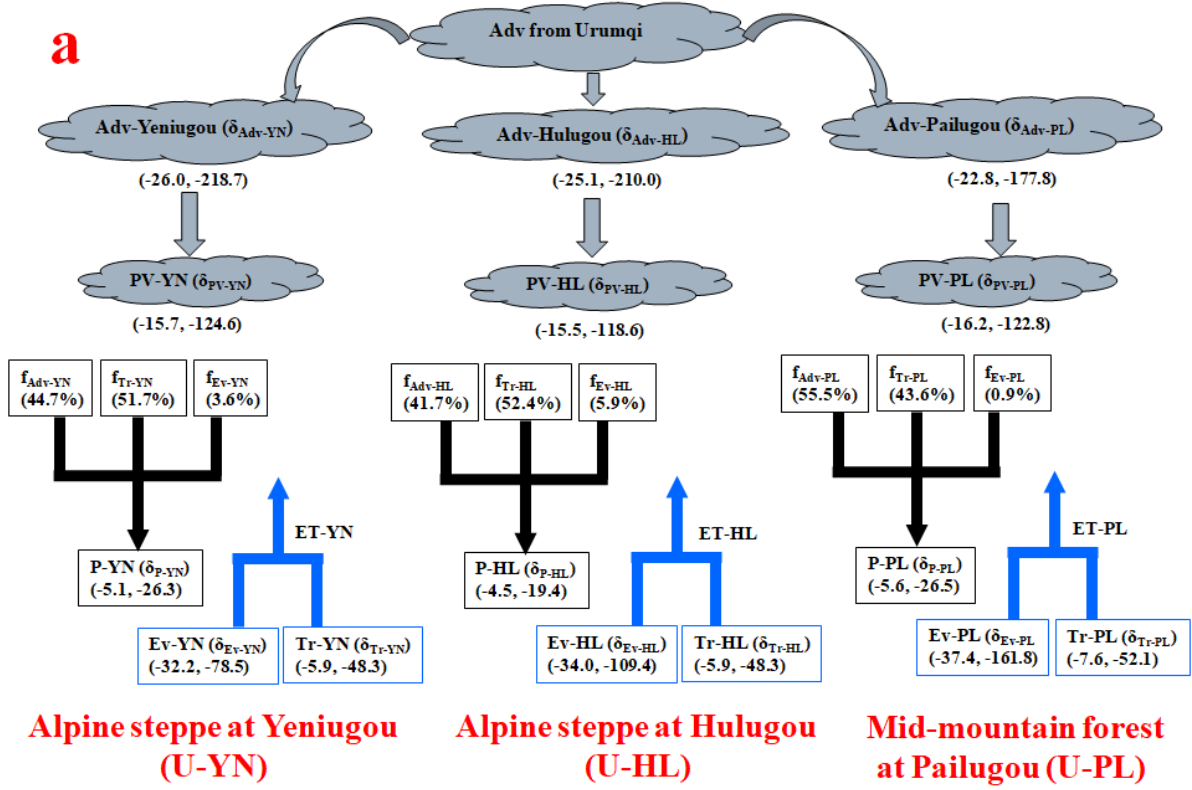 a
Adv from Urumqi
Adv-Yeniugou (δAdv-YN)
(-26.0, -218.7)
Adv-Hulugou (δAdv-HL)
(-25.1, -210.0)
Adv-Pailugou (δAdv-PL)
(-22.8, -177.8)
PV-YN (δPV-YN)
(-15.7, -124.6)
PV-HL (δPV-HL)
(-15.5, -118.6)
PV-PL (δPV-PL)
(-16.2, -122.8)
fAdv-YN
(44.7%)
fTr-YN
(51.7%)
fEv-YN
(3.6%)
fAdv-HL
(41.7%)
fTr-HL
(52.4%)
fEv-HL
(5.9%)
fAdv-PL
(55.5%)
fTr-PL
(43.6%)
fEv-PL
(0.9%)
ET-YN
P-YN (δP-YN)
(-5.1, -26.3)
Ev-YN (δEv-YN)
(-32.2, -78.5)
Tr-YN (δTr-YN)
(-5.9, -48.3)
ET-HL
P-HL (δP-HL)
(-4.5, -19.4)
Ev-HL (δEv-HL)
(-34.0, -109.4)
Tr-HL (δTr-HL)
(-5.9, -48.3)
ET-PL
P-PL (δP-PL)
(-5.6, -26.5)
Ev-PL (δEv-PL)
(-37.4, -161.8)
Tr-PL (δTr-PL)
(-7.6, -52.1)
Alpine steppe at Yeniugou
(U-YN)
Alpine steppe at Hulugou
(U-HL)
Mid-mountain forest
at Pailugou (U-PL)